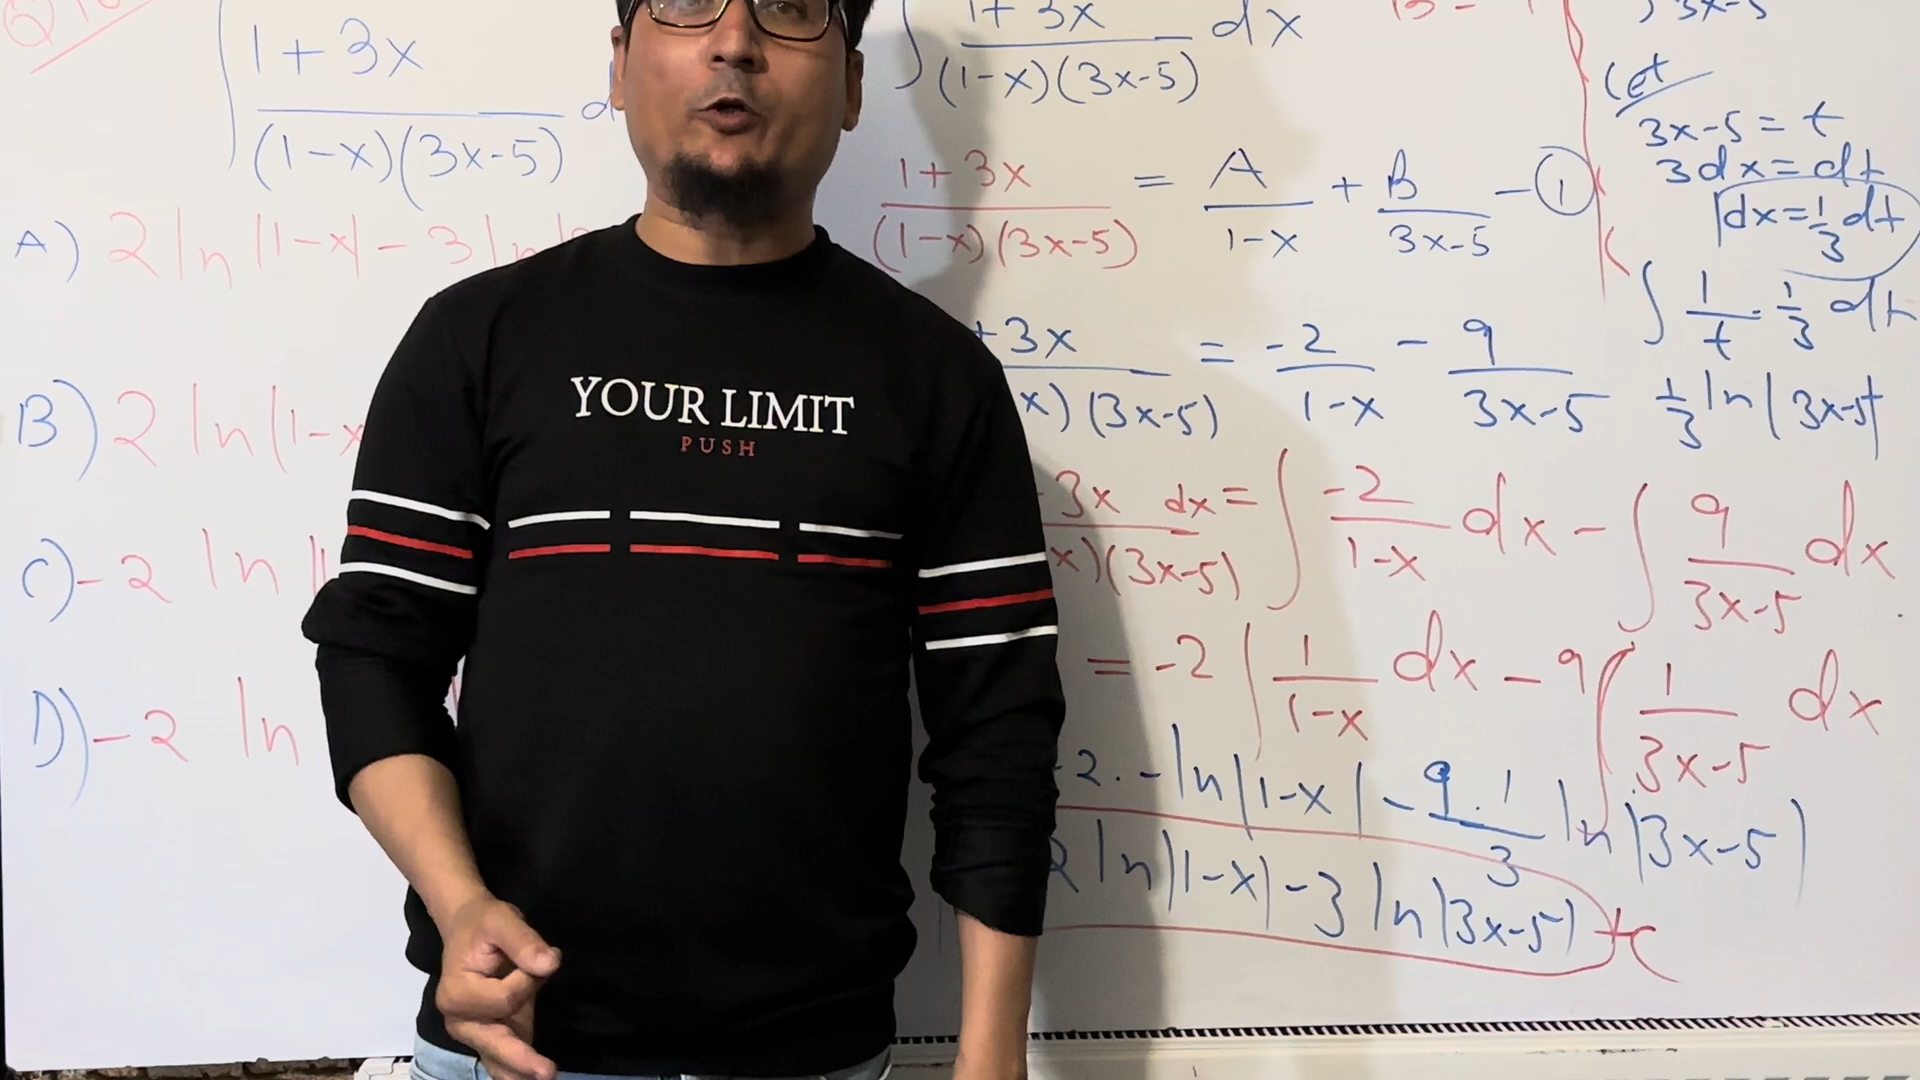 1 + 3x
(1-x)(3x-5)
A) 2 ln |1-x| - 3 ln
B) 2 ln |1-x
C) -2 ln |
D) -2 ln
YOUR LIMIT
PUSH
∫ 1 + 3x / (1-x)(3x-5) dx
1 + 3x / (1-x)(3x-5) = A / 1-x + B / 3x-5 - ①
+ 3x / x) (3x-5) = -2 / 1-x - 9 / 3x-5
3x dx / x)(3x-5) = ∫ -2 / 1-x dx - ∫ 9 / 3x-5 dx
= -2 ∫ 1 / 1-x dx - 9 ∫ 1 / 3x-5 dx
2. - ln |1-x| - 9 . 1 / 3 ln |3x-5|
2 ln |1-x| - 3 ln |3x-5| + c
3x-5
Let
3x-5 = t
3 dx = dt
dx = 1/3 dt
∫ 1/t . 1/3 dt
1/3 ln | 3x-5|